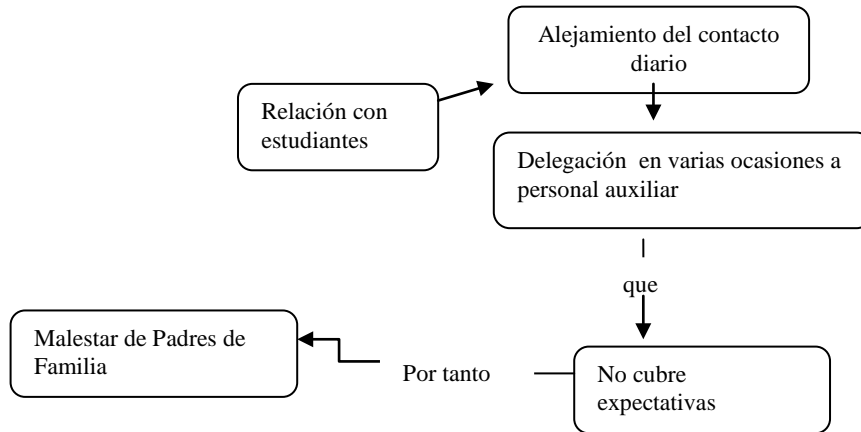 Alejamiento del contacto
diario
Relación con
estudiantes
Delegación en varias ocasiones a
personal auxiliar
que
Malestar de Padres de
Familia
Por tanto
No cubre
expectativas